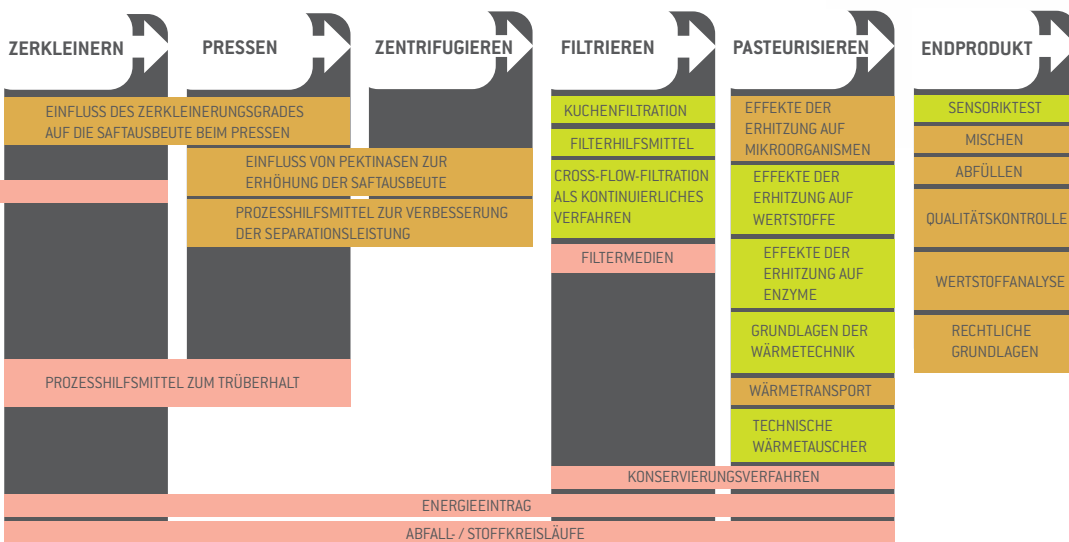 ZERKLEINERN
PRESSEN
ZENTRIFUGIEREN
FILTRIEREN
PASTEURISIEREN
ENDPRODUKT
EINFLUSS DES ZERKLEINERUNGSGRADES
AUF DIE SAFTAUSBEUTE BEIM PRESSEN
EINFLUSS VON PEKTINASEN ZUR
ERHÖHUNG DER SAFTAUSBEUTE
PROZESSHILFSMITTEL ZUR VERBESSERUNG
DER SEPARATIONSLEISTUNG
PROZESSHILFSMITTEL ZUM TRÜBERHALT
KUCHENFILTRATION
FILTERHILFSMITTEL
CROSS-FLOW-FILTRATION
ALS KONTINUIERLICHES
VERFAHREN
FILTERMEDIEN
EFFEKTE DER
ERHITZUNG AUF
MIKROORGANISMEN
EFFEKTE DER
ERHITZUNG AUF
WERTSTOFFE
EFFEKTE DER
ERHITZUNG AUF
ENZYME
GRUNDLAGEN DER
WÄRMETECHNIK
WÄRMETRANSPORT
TECHNISCHE
WÄRMETAUSCHER
SENSORIKTEST
MISCHEN
ABFÜLLEN
QUALITÄTSKONTROLLE
WERTSTOFFANALYSE
RECHTLICHE
GRUNDLAGEN
KONSERVIERUNGSVERFAHREN
ENERGIEEINTRAG
ABFALL- / STOFFKREISLÄUFE